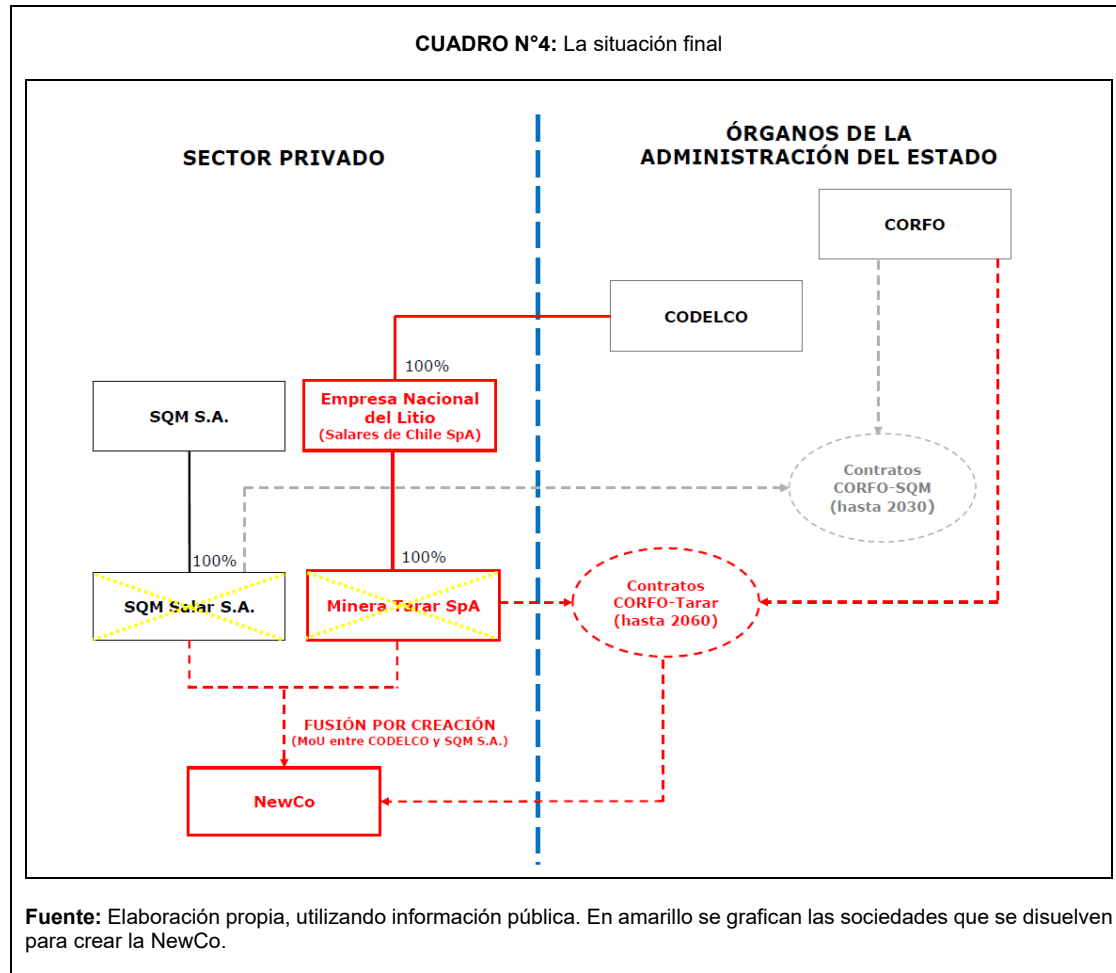 CUADRO N°4: La situación final
SECTOR PRIVADO
ÓRGANOS DE LA
ADMINISTRACIÓN DEL ESTADO
CORFO
CODELCO
100%
SQM S.A.
Empresa Nacional
del Litio
(Salares de Chile SpA)
Contratos
CORFO-SQM
(hasta 2030)
100%
100%
SQM Salar S.A.
Minera Tarar SpA
Contratos
CORFO-Tarar
(hasta 2060)
FUSIÓN POR CREACIÓN
(MoU entre CODELCO y SQM S.A.)
NewCo
Fuente: Elaboración propia, utilizando información pública. En amarillo se grafican las sociedades que se disuelven
para crear la NewCo.